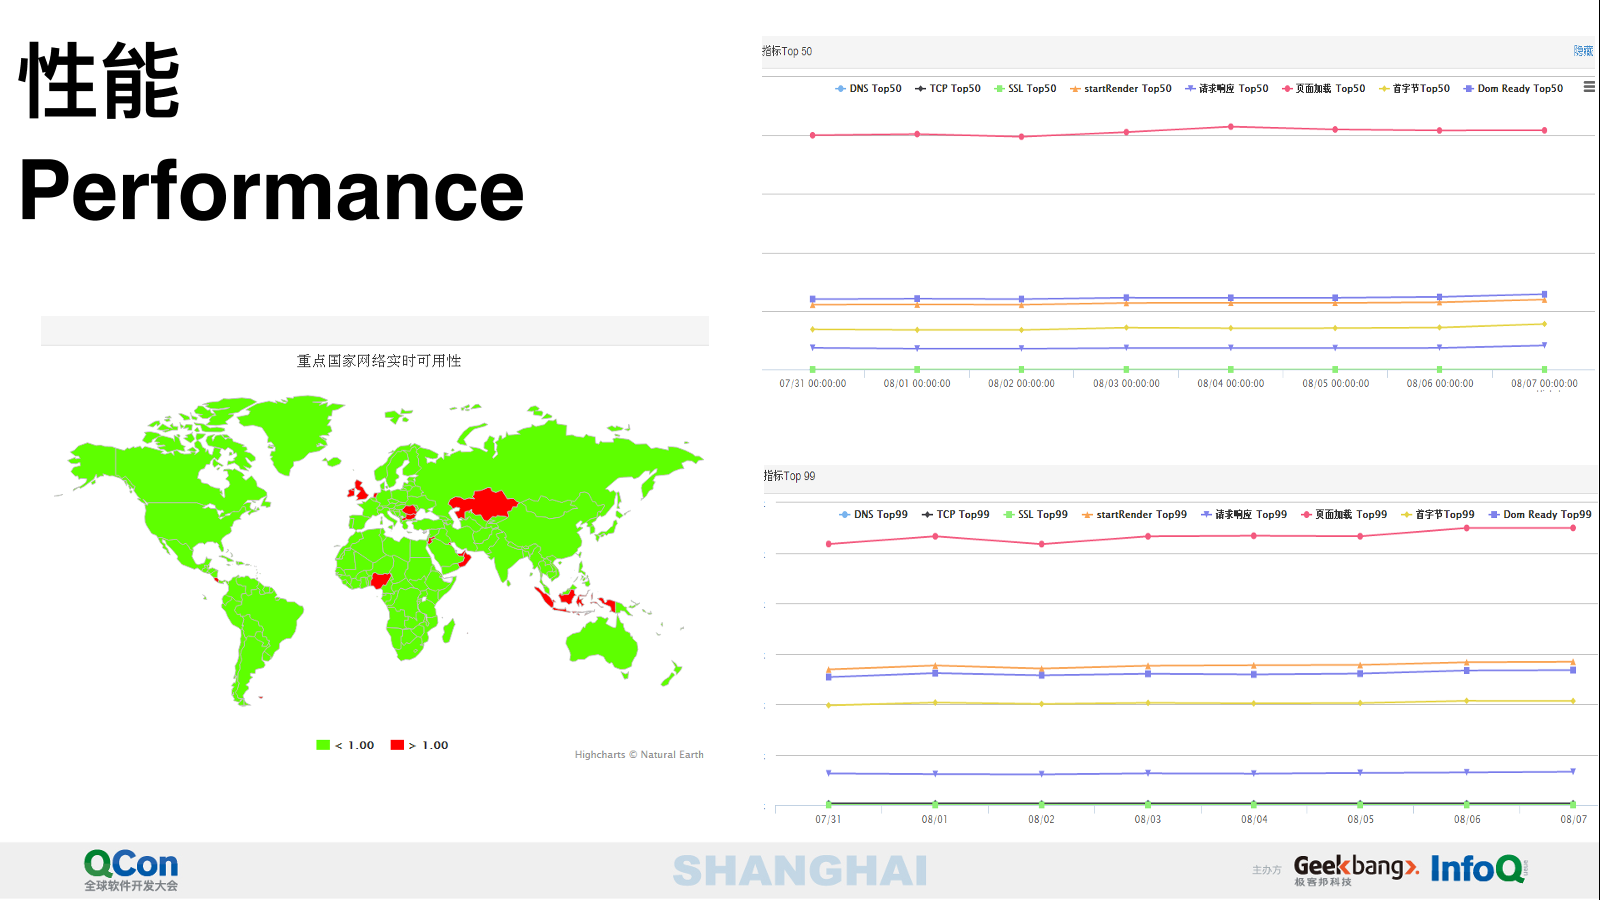 性能
Performance
重点国家网络实时可用性
< 1.00 > 1.00
Highcharts © Natural Earth
指标Top 50 隐藏
DNS Top50 TCP Top50 SSL Top50 startRender Top50 请求响应 Top50 页面加载 Top50 首字节Top50 Dom Ready Top50
07/31 00:00:00 08/01 00:00:00 08/02 00:00:00 08/03 00:00:00 08/04 00:00:00 08/05 00:00:00 08/06 00:00:00 08/07 00:00:00
指标Top 99
DNS Top99 TCP Top99 SSL Top99 startRender Top99 请求响应 Top99 页面加载 Top99 首字节Top99 Dom Ready Top99
07/31 08/01 08/02 08/03 08/04 08/05 08/06 08/07
QCon
全球软件开发大会
SHANGHAI
主办方
Geekbang>.
极客邦科技
InfoQ